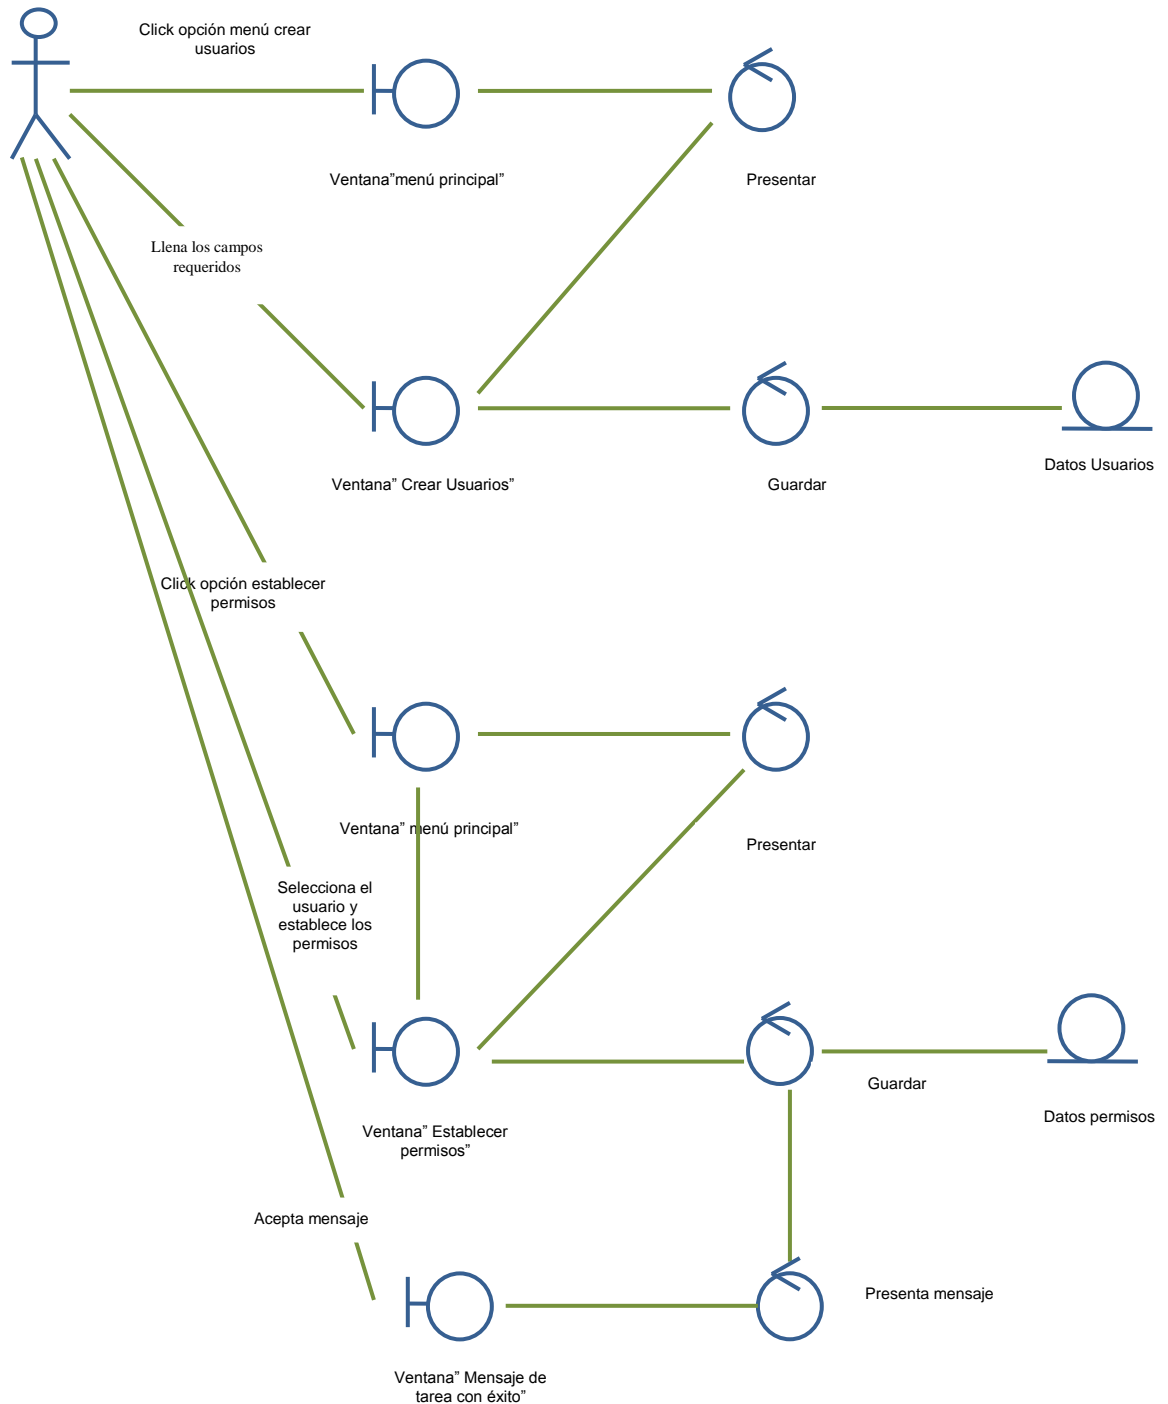 Click opción menú crear
usuarios
Ventana”menú principal”
Presentar
Llena los campos
requeridos
Ventana” Crear Usuarios”
Guardar
Datos Usuarios
Click opción establecer
permisos
Ventana” menú principal”
Presentar
Selecciona el
usuario y
establece los
permisos
Guardar
Datos permisos
Ventana” Establecer
permisos”
Acepta mensaje
Presenta mensaje
Ventana” Mensaje de
tarea con éxito”